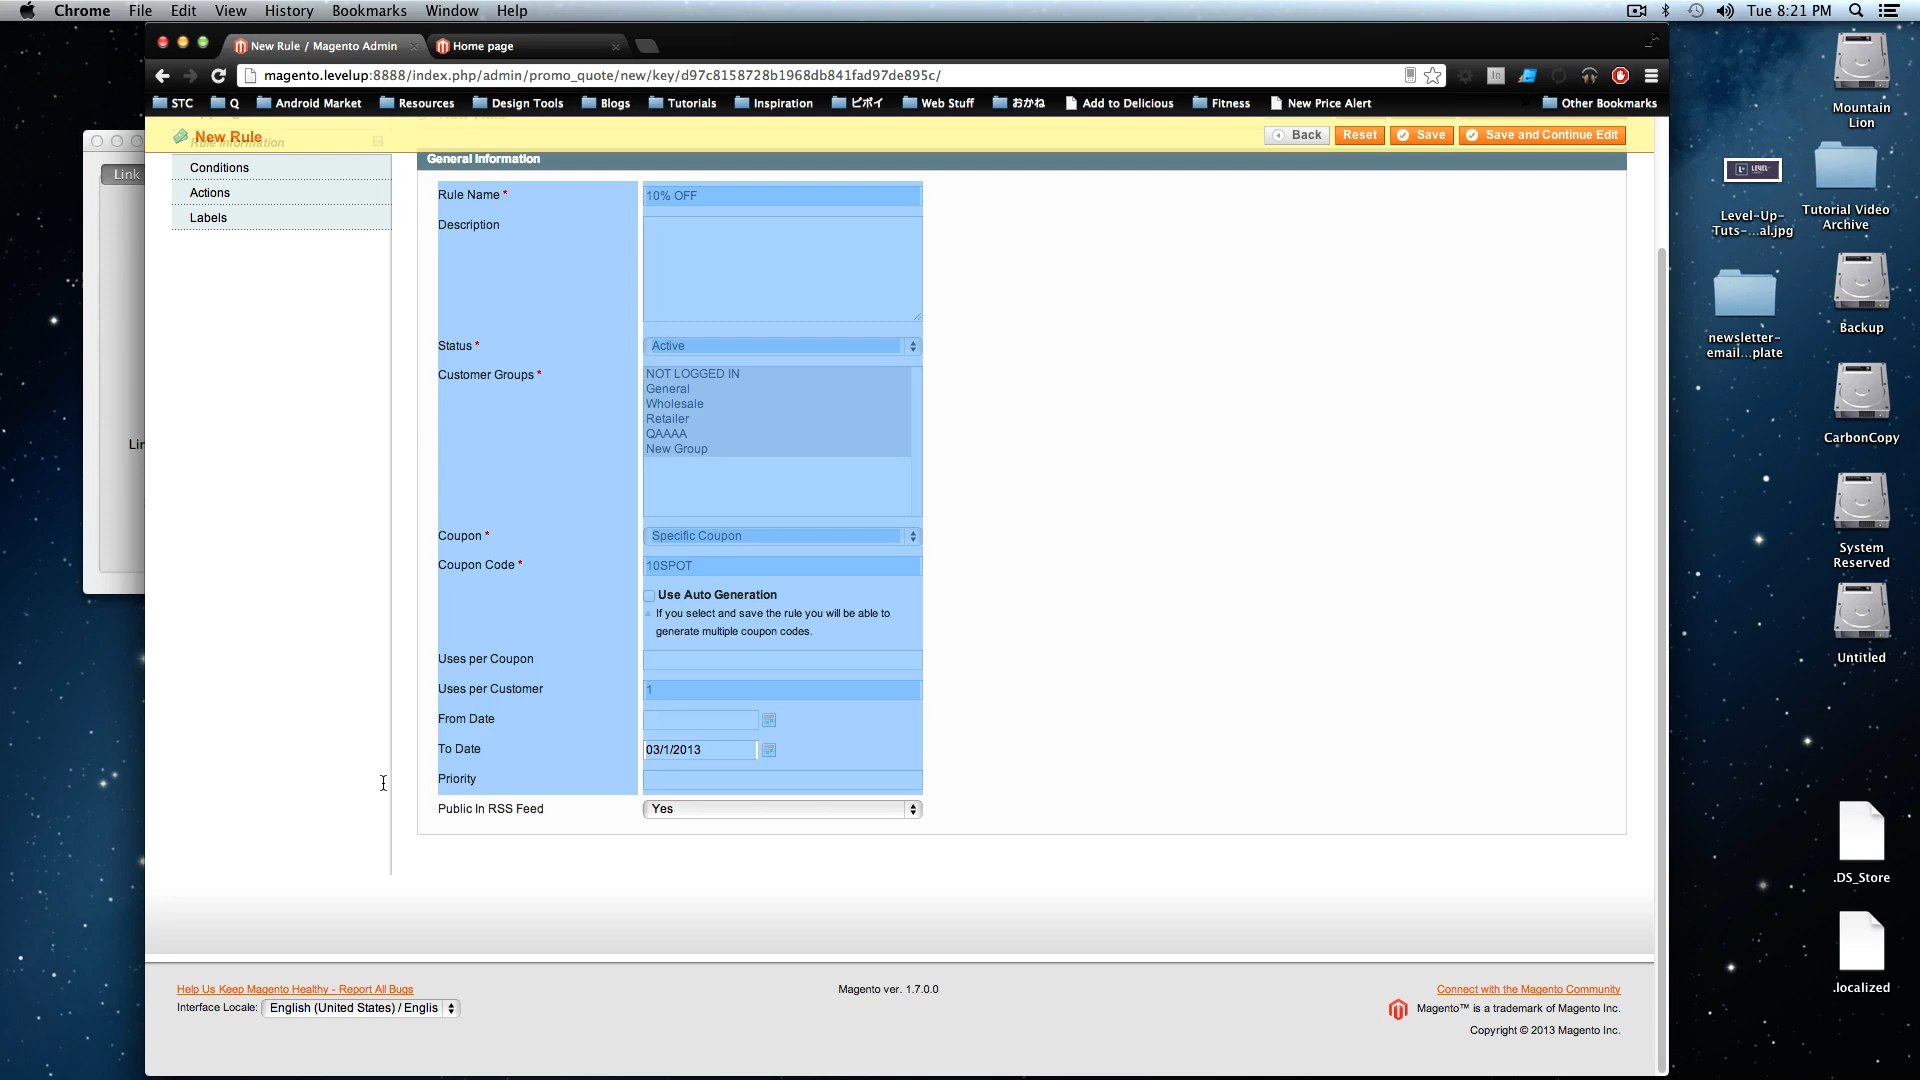 Chrome File Edit View History Bookmarks Window Help
Tue 8:21 PM
New Rule / Magento Admin
Home page
magento.levelup:8888/index.php/admin/promo_quote/new/key/d97c8158728b1968db841fad97de895c/
STC Q Android Market Resources Design Tools Blogs Tutorials Inspiration ビボイ Web Stuff おかね Add to Delicious Fitness New Price Alert Other Bookmarks
New Rule
Rule Information
Back Reset Save Save and Continue Edit
Conditions
Actions
Labels
General Information
Rule Name *
10% OFF
Description
Status *
Active
Customer Groups *
NOT LOGGED IN
General
Wholesale
Retailer
QAAAA
New Group
Coupon *
Specific Coupon
Coupon Code *
10SPOT
Use Auto Generation
If you select and save the rule you will be able to
generate multiple coupon codes.
Uses per Coupon
Uses per Customer
1
From Date
To Date
03/1/2013
Priority
Public In RSS Feed
Yes
Help Us Keep Magento Healthy - Report All Bugs
Interface Locale: English (United States) / Englis
Magento ver. 1.7.0.0
Connect with the Magento Community
Magento™ is a trademark of Magento Inc.
Copyright © 2013 Magento Inc.
Link
Lin
Mountain
Lion
LEVEL-
Level-Up-
Tuts-...al.jpg
Tutorial Video
Archive
newsletter-
email...plate
Backup
CarbonCopy
System
Reserved
Untitled
.DS_Store
.localized